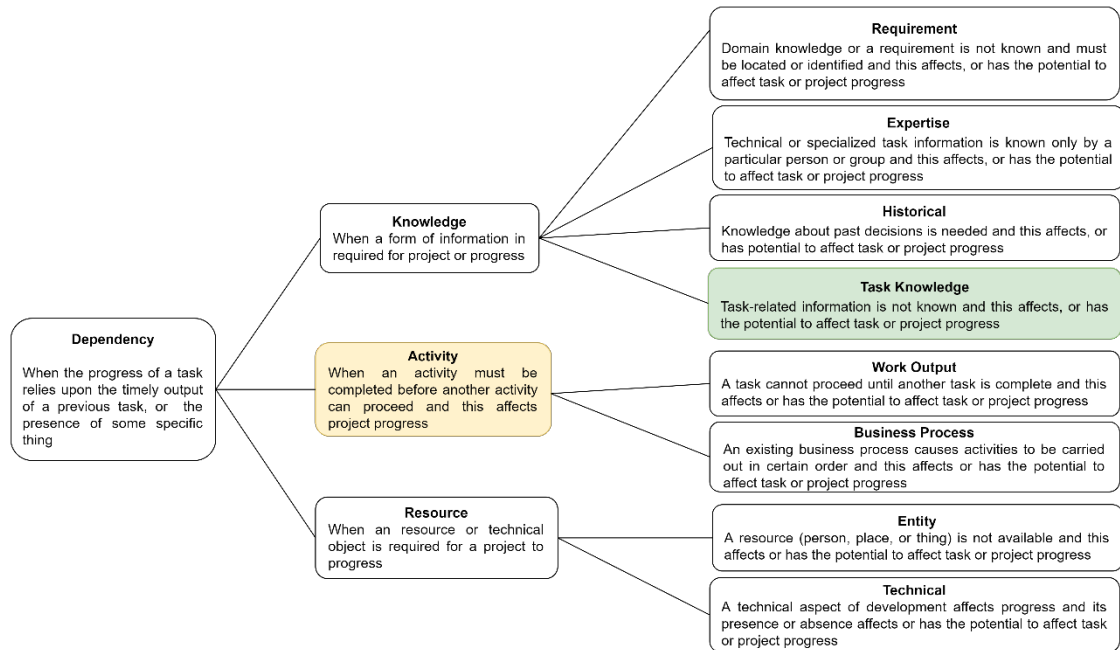 Requirement
Domain knowledge or a requirement is not known and must
be located or identified and this affects, or has the potential to
affect task or project progress
Expertise
Technical or specialized task information is known only by a
particular person or group and this affects, or has the potential
to affect task or project progress
Historical
Knowledge about past decisions is needed and this affects, or
has potential to affect task or project progress
Knowledge
When a form of information in
required for project or progress
Task Knowledge
Task-related information is not known and this affects, or has
the potential to affect task or project progress
Dependency
When the progress of a task
relies upon the timely output
of a previous task, or the
presence of some specific
thing
Activity
When an activity must be
completed before another activity
can proceed and this affects
project progress
Work Output
A task cannot proceed until another task is complete and this
affects or has the potential to affect task or project progress
Business Process
An existing business process causes activities to be carried
out in certain order and this affects or has the potential to
affect task or project progress
Resource
When an resource or technical
object is required for a project to
progress
Entity
A resource (person, place, or thing) is not available and this
affects or has the potential to affect task or project progress
Technical
A technical aspect of development affects progress and its
presence or absence affects or has the potential to affect task
or project progress